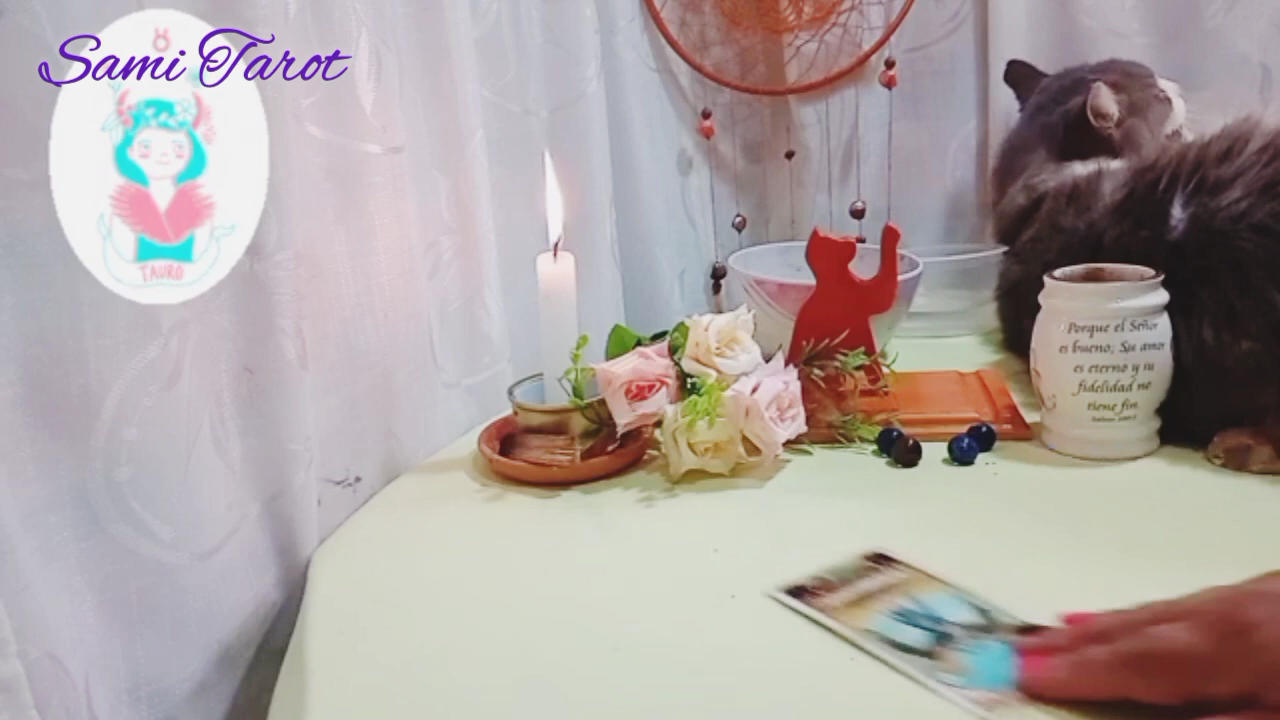 Sami Tarot
TAURO
Porque el Señor
es bueno; Su amor
es eterno y su
fidelidad no
tiene fin.